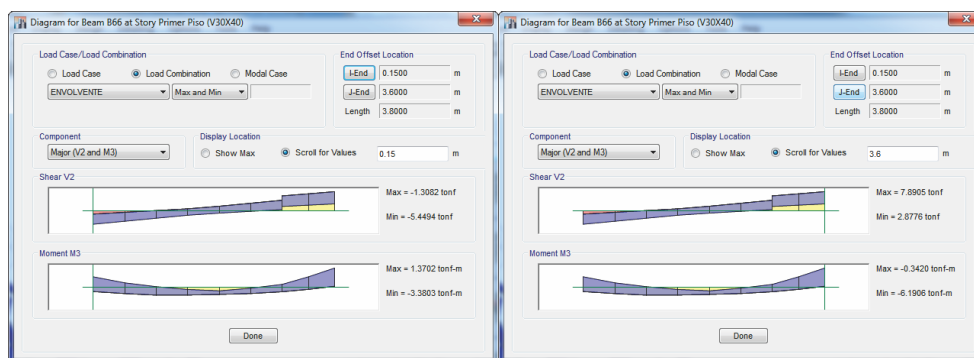 Diagram for Beam B66 at Story Primer Piso (V30X40)
Load Case/Load Combination
End Offset Location
Load Case Load Combination Modal Case
I-End 0.1500 m
ENVOLVENTE Max and Min
J-End 3.6000 m
Length 3.8000 m
Component
Display Location
Major (V2 and M3)
Show Max Scroll for Values 0.15 m
Shear V2
Max = -1.3082 tonf
Min = -5.4494 tonf
Moment M3
Max = 1.3702 tonf-m
Min = -3.3803 tonf-m
Done
Diagram for Beam B66 at Story Primer Piso (V30X40)
Load Case/Load Combination
End Offset Location
Load Case Load Combination Modal Case
I-End 0.1500 m
ENVOLVENTE Max and Min
J-End 3.6000 m
Length 3.8000 m
Component
Display Location
Major (V2 and M3)
Show Max Scroll for Values 3.6 m
Shear V2
Max = 7.8905 tonf
Min = 2.8776 tonf
Moment M3
Max = -0.3420 tonf-m
Min = -6.1906 tonf-m
Done